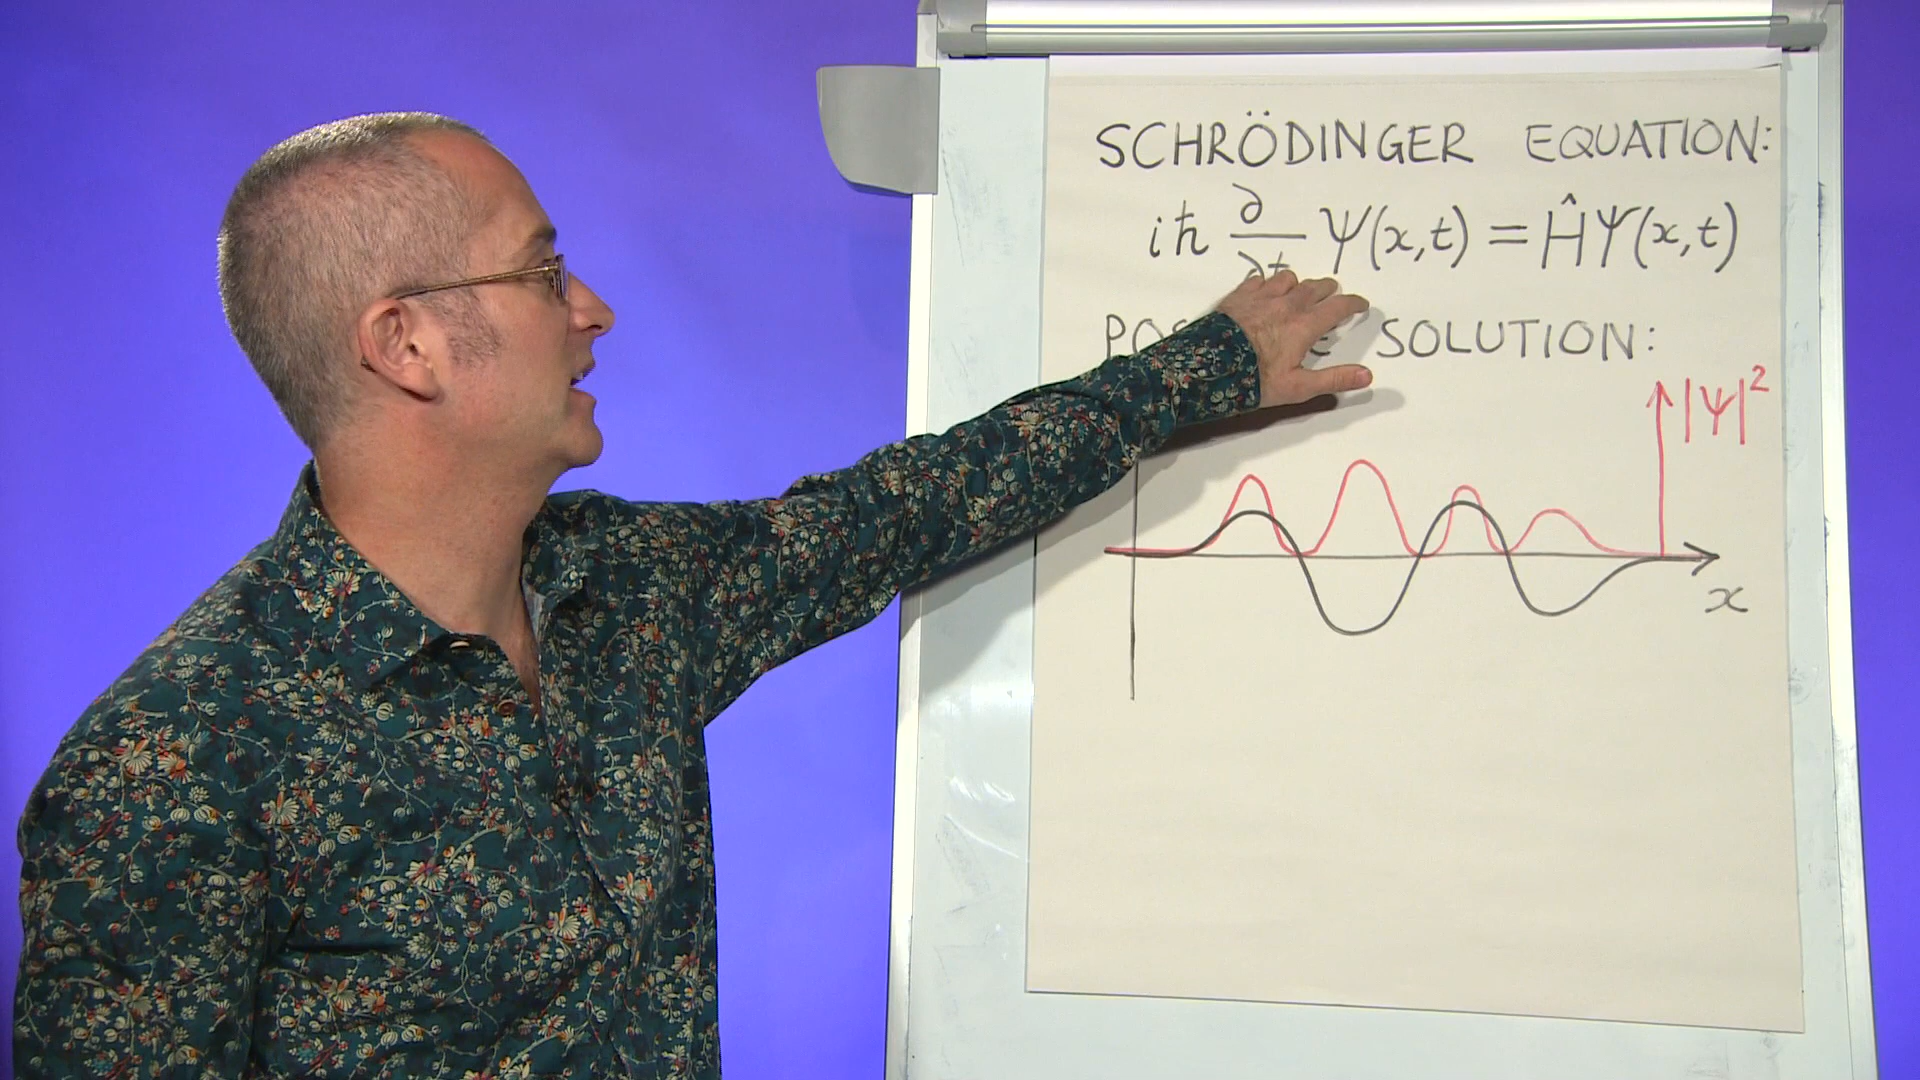 SCHRÖDINGER EQUATION:
iħ ∂/∂t Ψ(x,t) = ĤΨ(x,t)
SOLUTION:
|Ψ|²
x